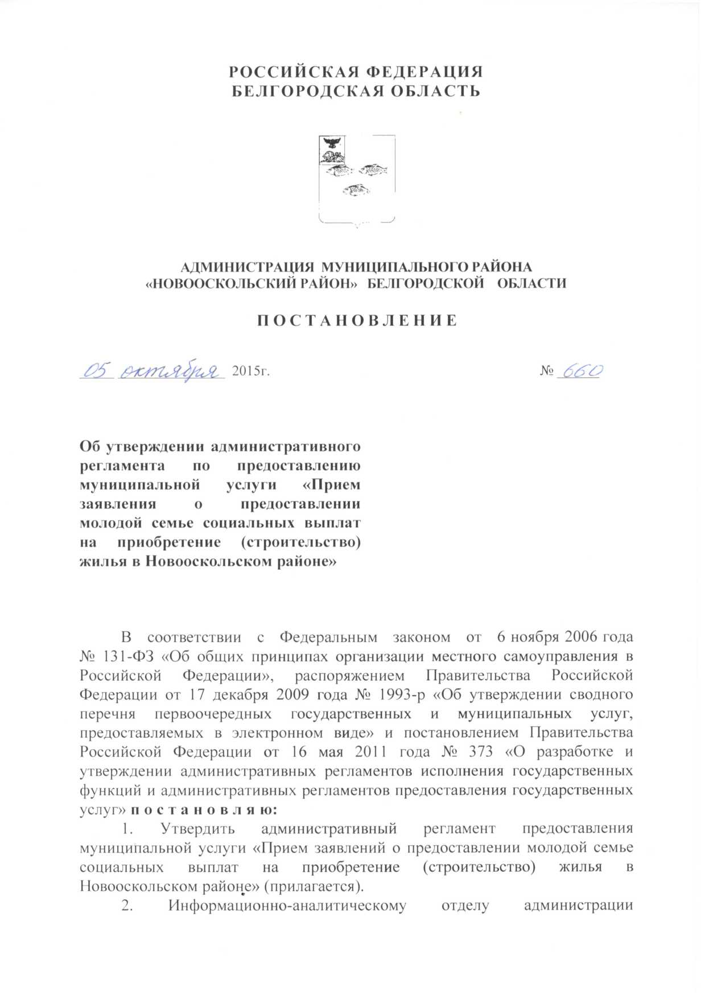 РОССИЙСКАЯ ФЕДЕРАЦИЯ
БЕЛГОРОДСКАЯ ОБЛАСТЬ
АДМИНИСТРАЦИЯ МУНИЦИПАЛЬНОГО РАЙОНА
«НОВООСКОЛЬСКИЙ РАЙОН» БЕЛГОРОДСКОЙ ОБЛАСТИ
П О С Т А Н О В Л Е Н И Е
05 октября 2015г. № 660
Об утверждении административного
регламента по предоставлению
муниципальной услуги «Прием
заявления о предоставлении
молодой семье социальных выплат
на приобретение (строительство)
жилья в Новооскольском районе»
В соответствии с Федеральным законом от 6 ноября 2006 года
№ 131-ФЗ «Об общих принципах организации местного самоуправления в
Российской Федерации», распоряжением Правительства Российской
Федерации от 17 декабря 2009 года № 1993-р «Об утверждении сводного
перечня первоочередных государственных и муниципальных услуг,
предоставляемых в электронном виде» и постановлением Правительства
Российской Федерации от 16 мая 2011 года № 373 «О разработке и
утверждении административных регламентов исполнения государственных
функций и административных регламентов предоставления государственных
услуг» п о с т а н о в л я ю:
1. Утвердить административный регламент предоставления
муниципальной услуги «Прием заявлений о предоставлении молодой семье
социальных выплат на приобретение (строительство) жилья в
Новооскольском районе» (прилагается).
2. Информационно-аналитическому отделу администрации